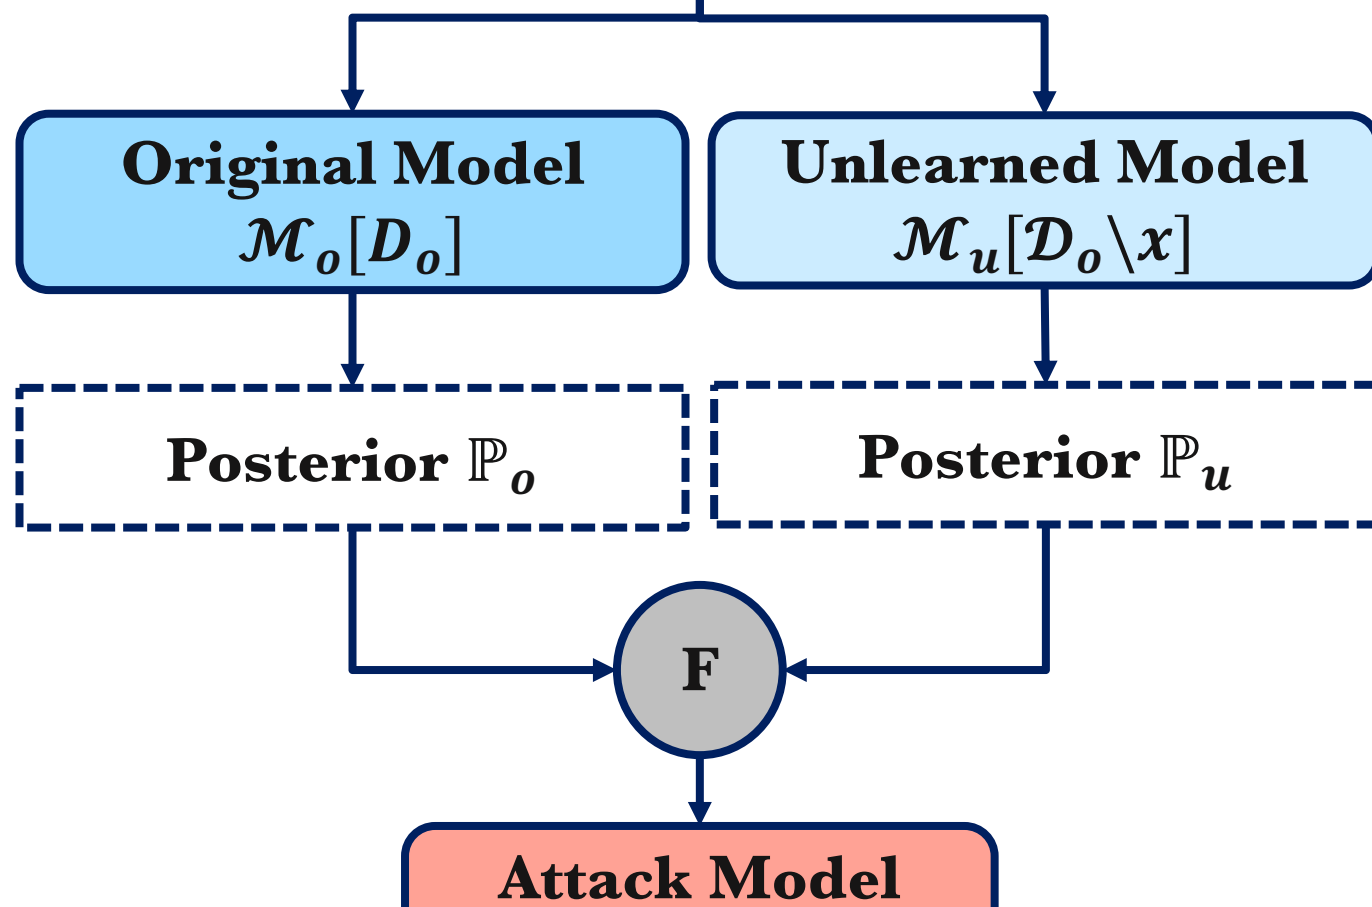 Original Model
ℳₒ[Dₒ]
Unlearned Model
ℳᵤ[𝒟ₒ\x]
Posterior ℙₒ
Posterior ℙᵤ
F
Attack Model